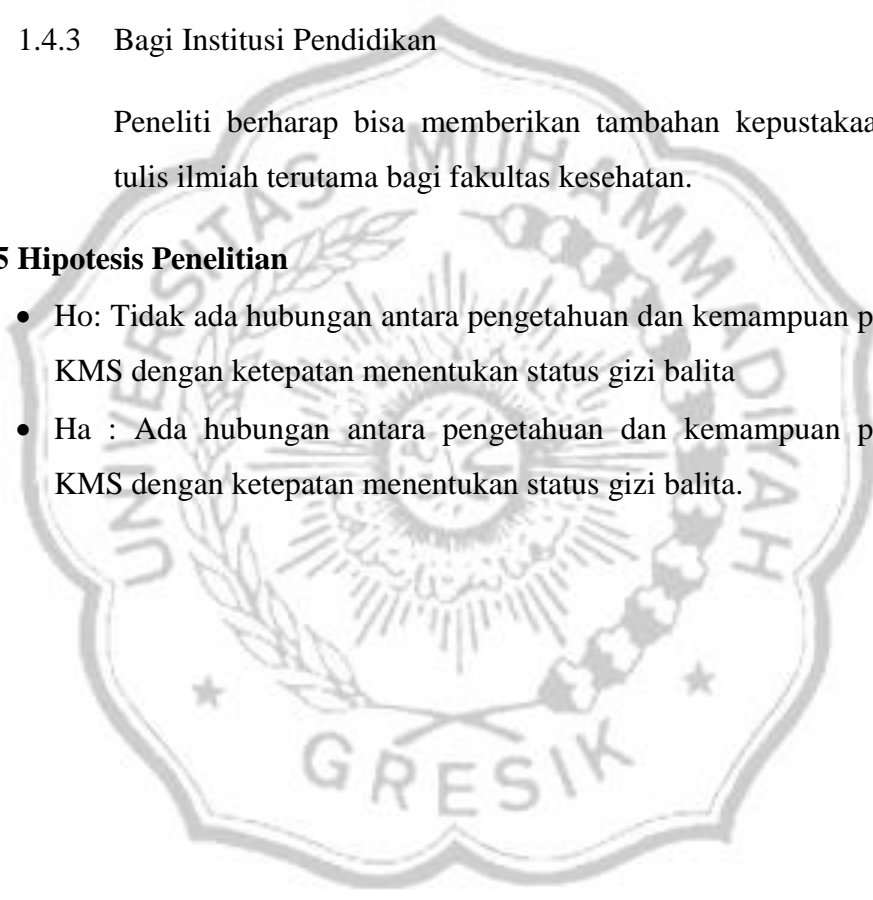 1.4.3 Bagi Institusi Pendidikan
Peneliti berharap bisa memberikan tambahan
tulis ilmiah terutama bagi fakultas kesehatan.
5 Hipotesis Penelitian
• Ho: Tidak ada hubungan antara pengetahuan dan kemampuan
KMS dengan ketepatan menentukan status gizi balita
• Ha : Ada hubungan antara pengetahuan dan kemampuan
KMS dengan ketepatan menentukan status gizi balita.
UNIVERSITAS MUHAMMADIYAH
GRESIK